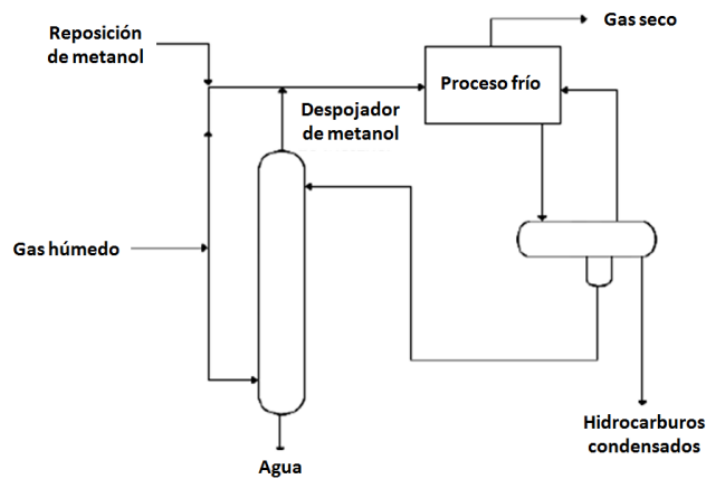 Gas seco
Reposición
de metanol
Proceso frío
Despojador
de metanol
Gas húmedo
Hidrocarburos
condensados
Agua